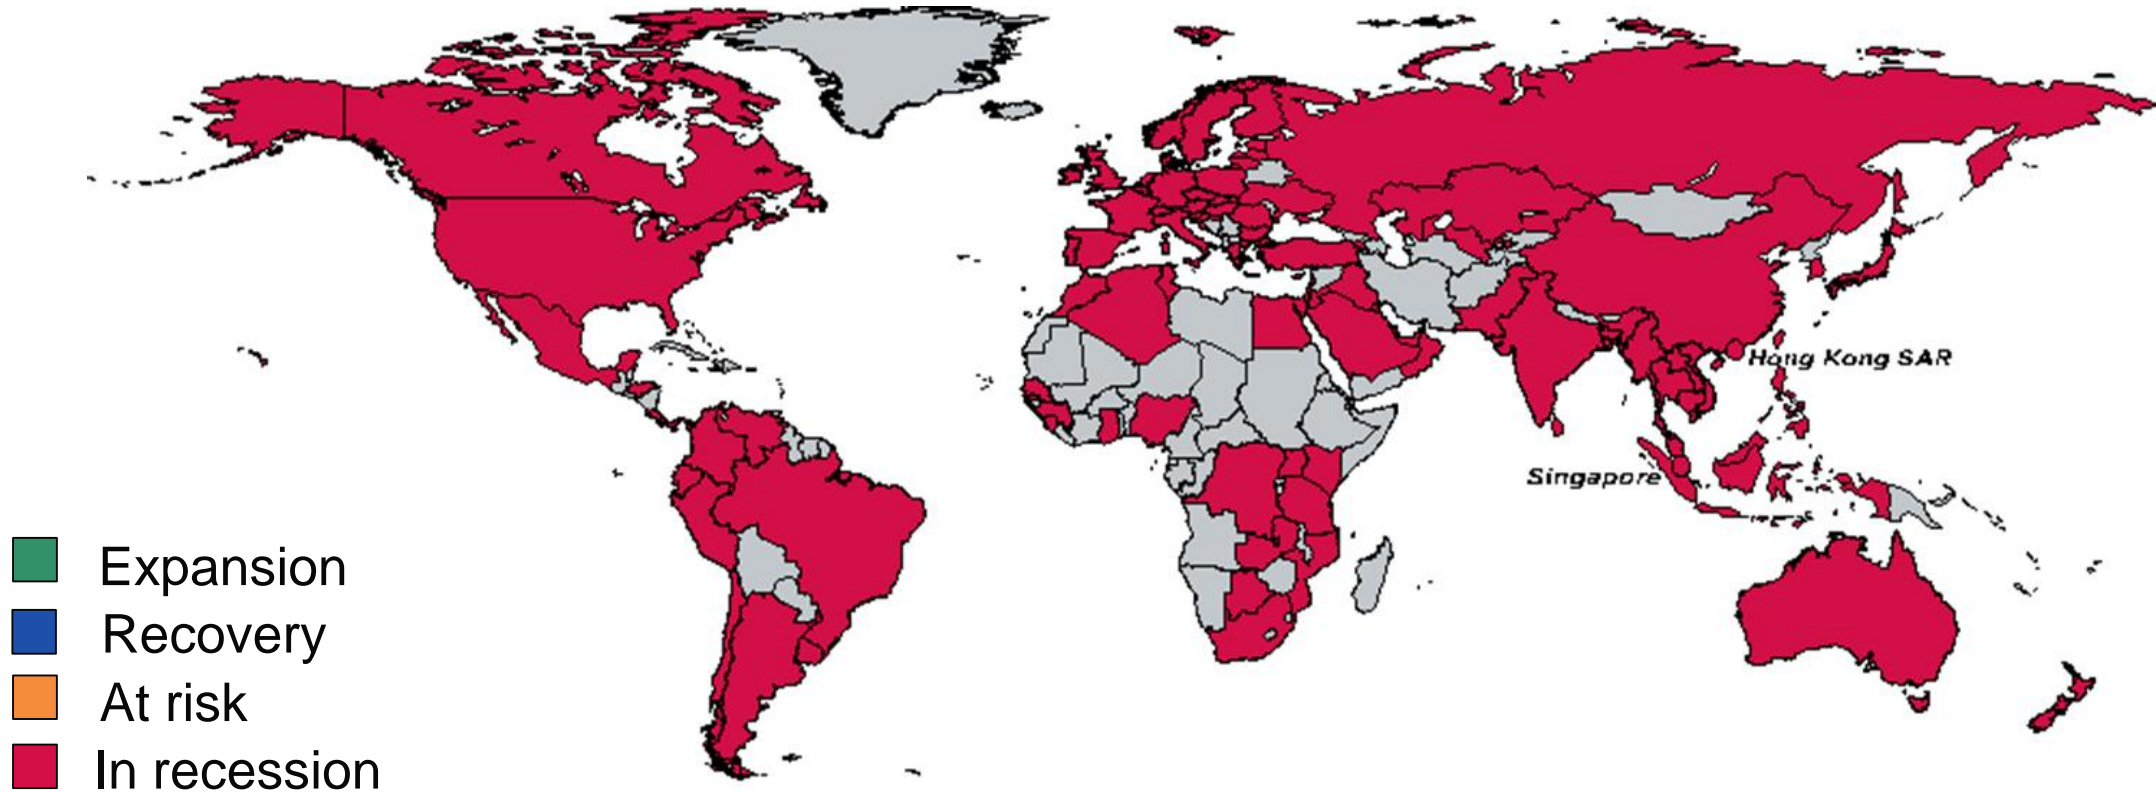 Hong Kong SAR
Singapore
Expansion
Recovery
At risk
In recession